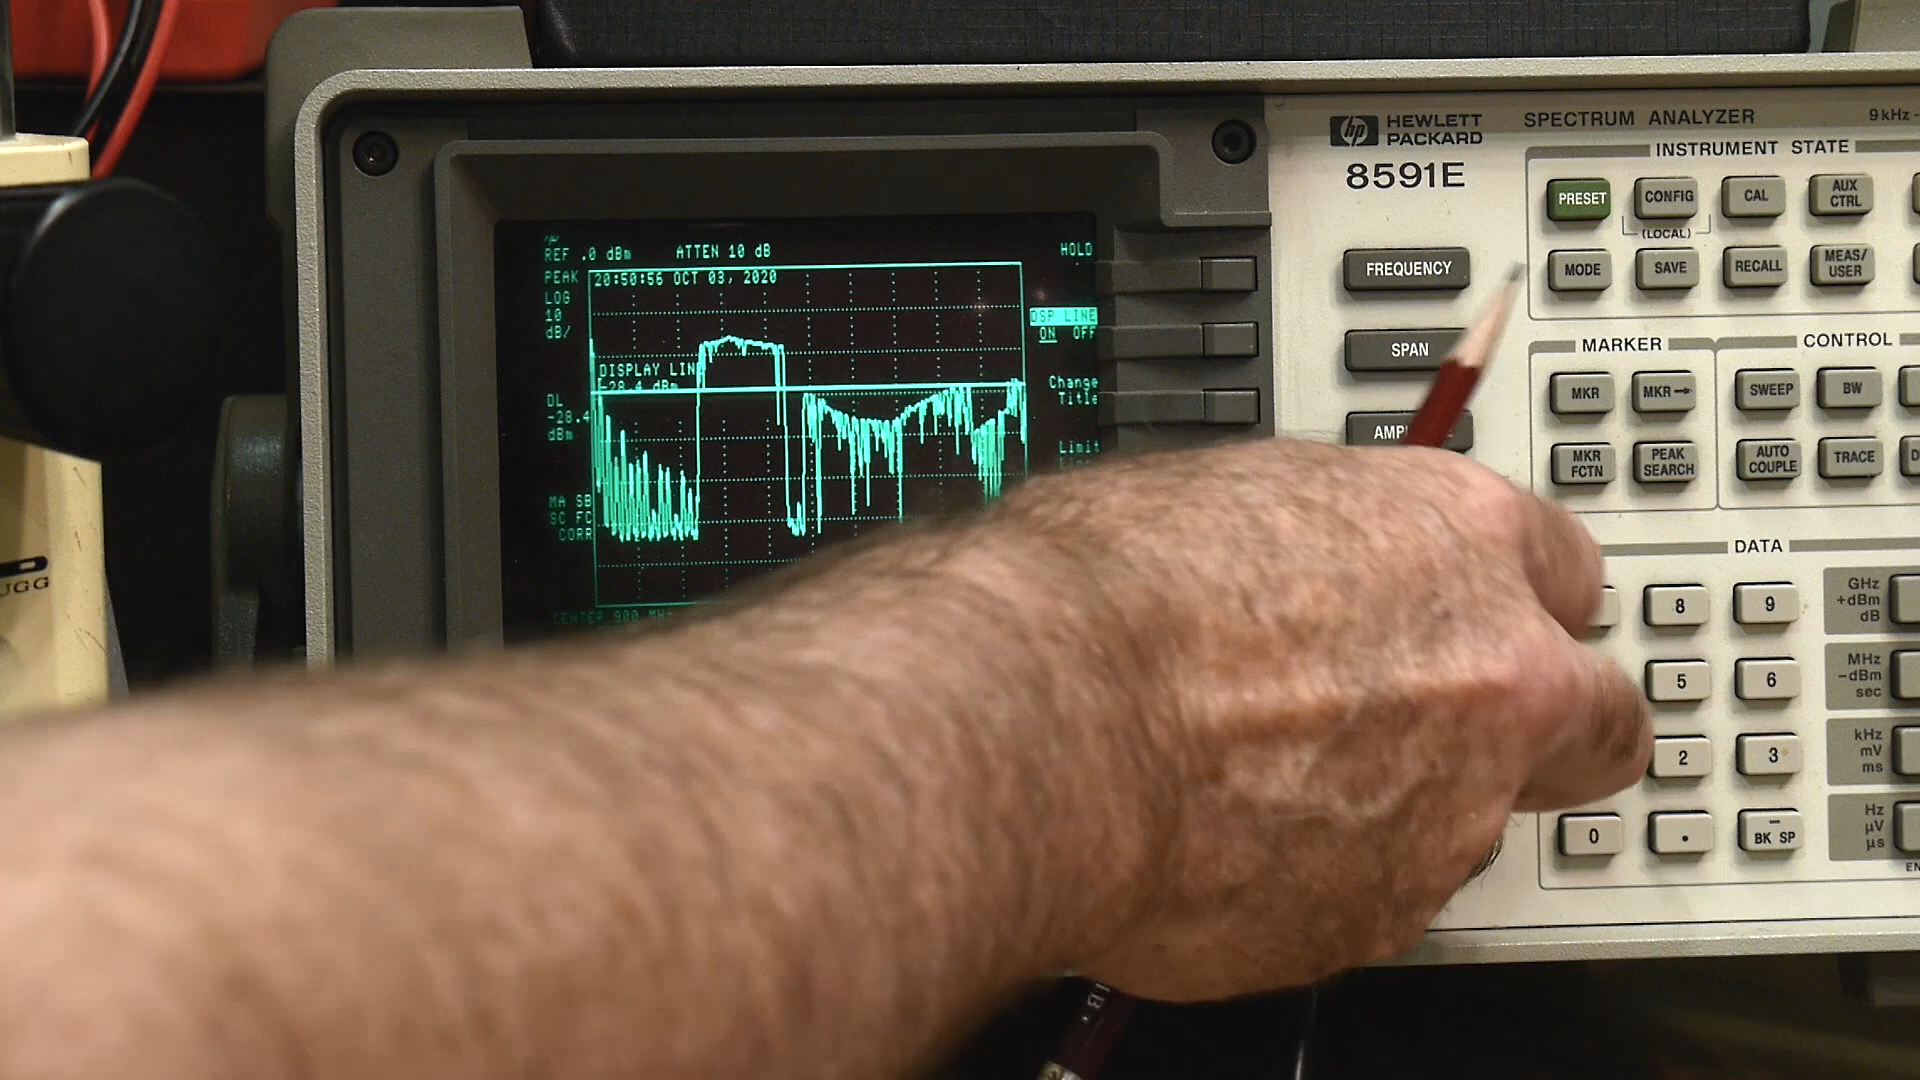 hp HEWLETT PACKARD
8591E
SPECTRUM ANALYZER
9 kHz -
INSTRUMENT STATE
PRESET
CONFIG
CAL
AUX CTRL
(LOCAL)
MODE
SAVE
RECALL
MEAS/ USER
FREQUENCY
SPAN
MARKER
MKR
MKR
MKR FCTN
PEAK SEARCH
CONTROL
SWEEP
BW
AUTO COUPLE
TRACE
DATA
8
9
5
6
2
3
0
.
BK SP
GHz +dBm dB
MHz -dBm sec
kHz mV ms
Hz µV µs
REF .0 dBm ATTEN 10 dB
PEAK
LOG
10
dB/
20:50:56 OCT 03, 2020
DISPLAY LINE
-28.4 dBm
DL
-28.4
dBm
MA SB
SC FC
CORR
CENTER 900 MHz
HOLD
DSP LINE
ON OFF
Change
Title
Limit
UGG